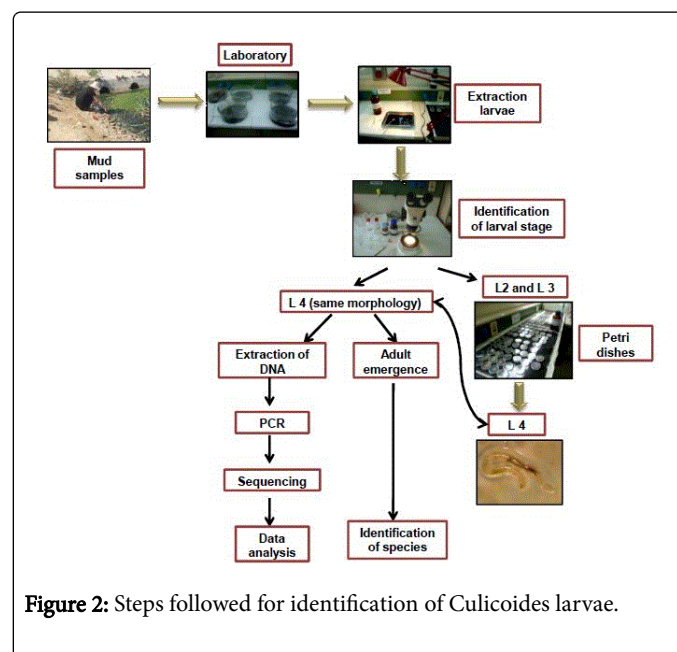 Laboratory
Mud
samples
Extraction
larvae
Identification
of larval stage
L 4 (same morphology)
L2 and L 3
Extraction of
DNA
Adult
emergence
Petri
dishes
PCR
L 4
Sequencing
Data
analysis
Identification
of species
Figure 2: Steps followed for identification of Culicoides larvae.